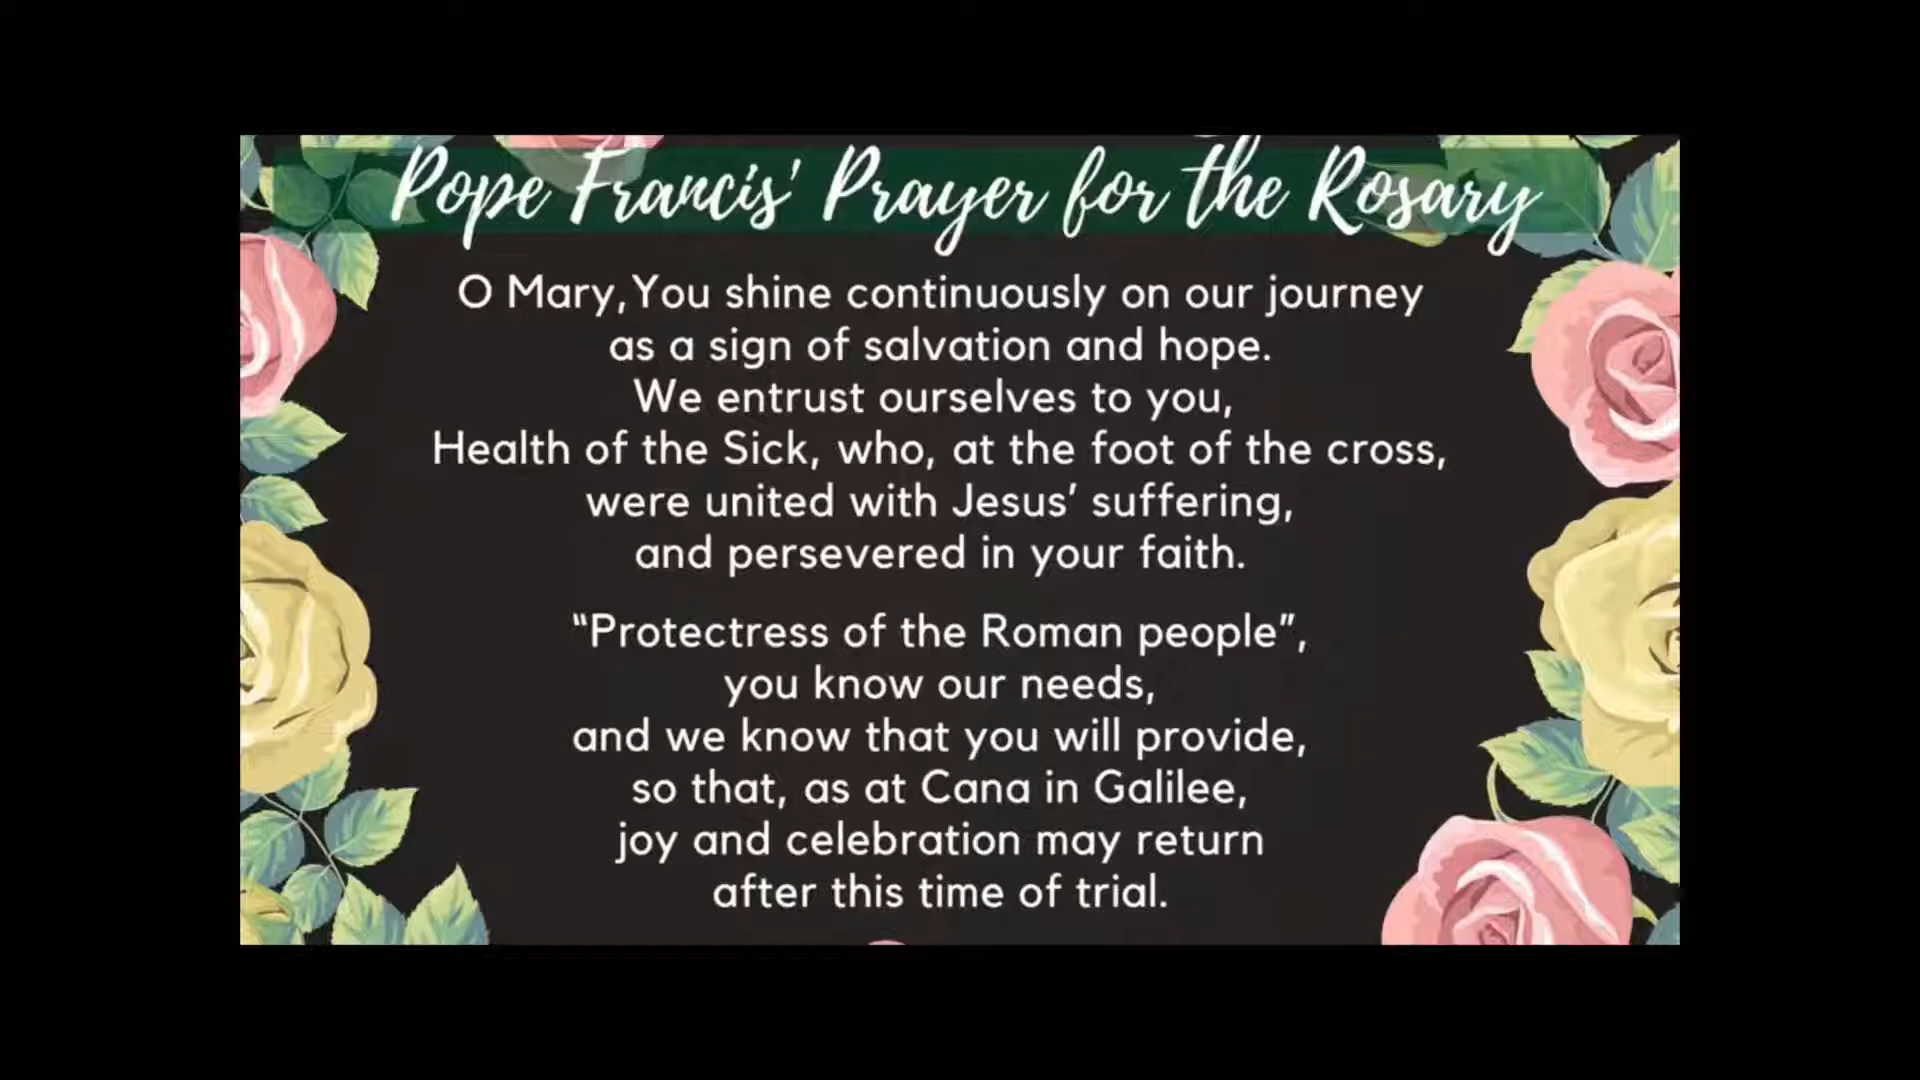 Pope Francis' Prayer for the Rosary
O Mary,You shine continuously on our journey
as a sign of salvation and hope.
We entrust ourselves to you,
Health of the Sick, who, at the foot of the cross,
were united with Jesus’ suffering,
and persevered in your faith.
“Protectress of the Roman people”,
you know our needs,
and we know that you will provide,
so that, as at Cana in Galilee,
joy and celebration may return
after this time of trial.